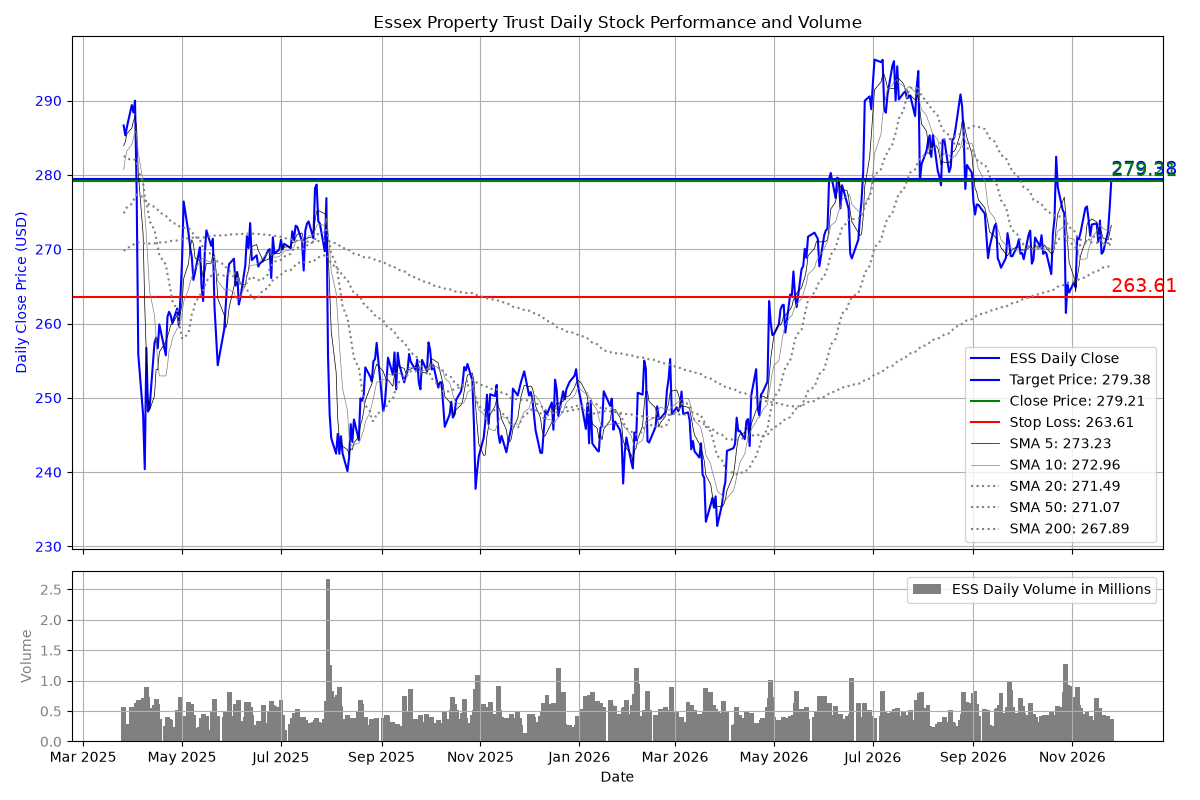 Essex Property Trust Daily Stock Performance and Volume
Daily Close Price (USD)
290
280
270
260
250
240
230
279.38
279.21
263.61
ESS Daily Close
Target Price: 279.38
Close Price: 279.21
Stop Loss: 263.61
SMA 5: 273.23
SMA 10: 272.96
SMA 20: 271.49
SMA 50: 271.07
SMA 200: 267.89
Volume
2.5
2.0
1.5
1.0
0.5
0.0
ESS Daily Volume in Millions
Mar 2025 May 2025 Jul 2025 Sep 2025 Nov 2025 Jan 2026 Mar 2026 May 2026 Jul 2026 Sep 2026 Nov 2026
Date